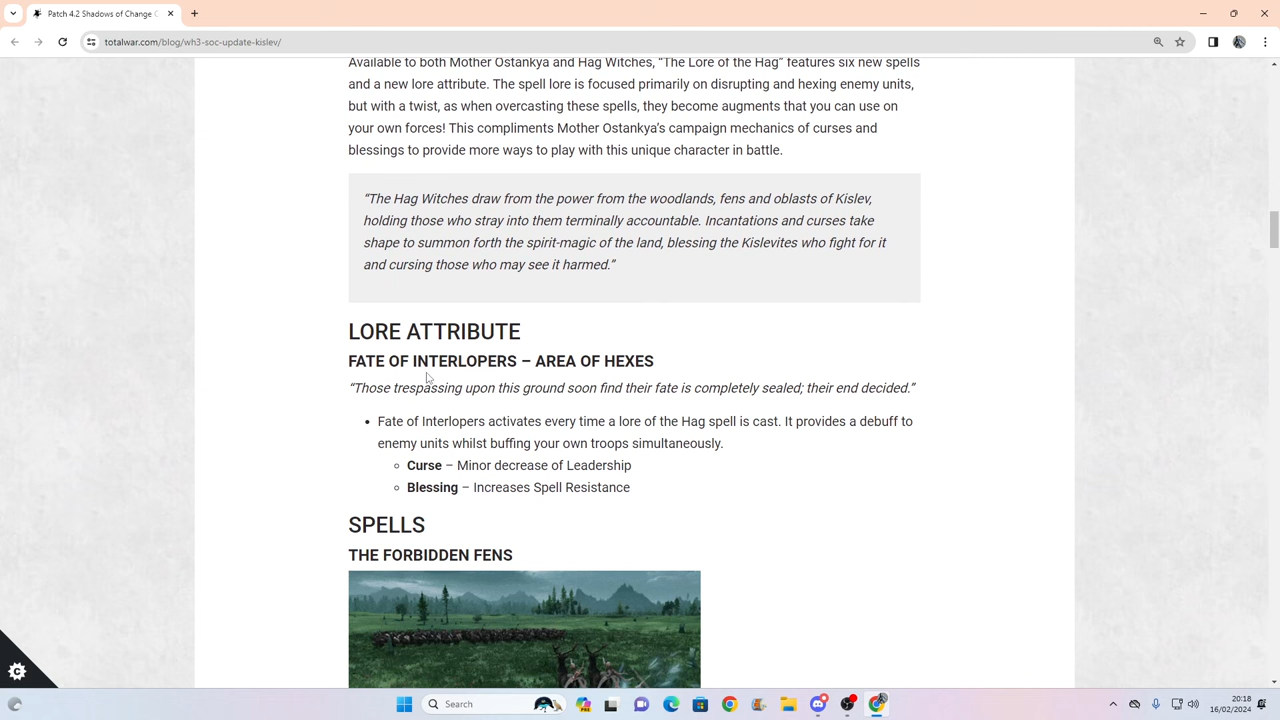 Patch 4.2 Shadows of Change C
totalwar.com/blog/wh3-soc-update-kislev/
Available to both Mother Ostankya and Hag Witches, “The Lore of the Hag” features six new spells
and a new lore attribute. The spell lore is focused primarily on disrupting and hexing enemy units,
but with a twist, as when overcasting these spells, they become augments that you can use on
your own forces! This compliments Mother Ostankya’s campaign mechanics of curses and
blessings to provide more ways to play with this unique character in battle.
“The Hag Witches draw from the power from the woodlands, fens and oblasts of Kislev,
holding those who stray into them terminally accountable. Incantations and curses take
shape to summon forth the spirit-magic of the land, blessing the Kislevites who fight for it
and cursing those who may see it harmed.”
LORE ATTRIBUTE
FATE OF INTERLOPERS – AREA OF HEXES
“Those trespassing upon this ground soon find their fate is completely sealed; their end decided.”
• Fate of Interlopers activates every time a lore of the Hag spell is cast. It provides a debuff to
enemy units whilst buffing your own troops simultaneously.
◦ Curse – Minor decrease of Leadership
◦ Blessing – Increases Spell Resistance
SPELLS
THE FORBIDDEN FENS
Search
20:18
16/02/2024